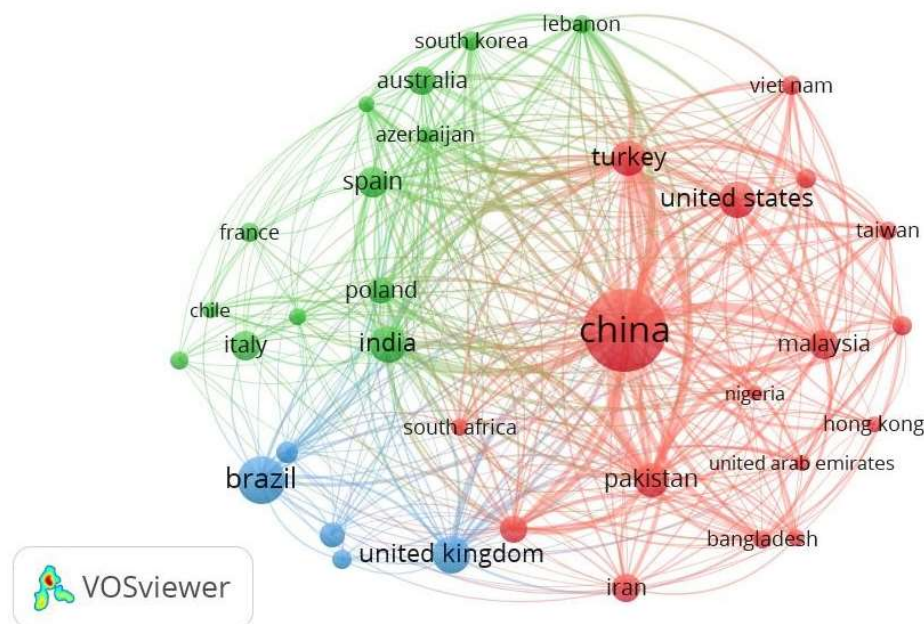 lebanon
south korea
australia
viet nam
azerbaijan
turkey
spain
united states
france
taiwan
poland
chile
china
italy
india
malaysia
nigeria
south africa
hong kong
united arab emirates
brazil
pakistan
bangladesh
united kingdom
iran
VOSviewer